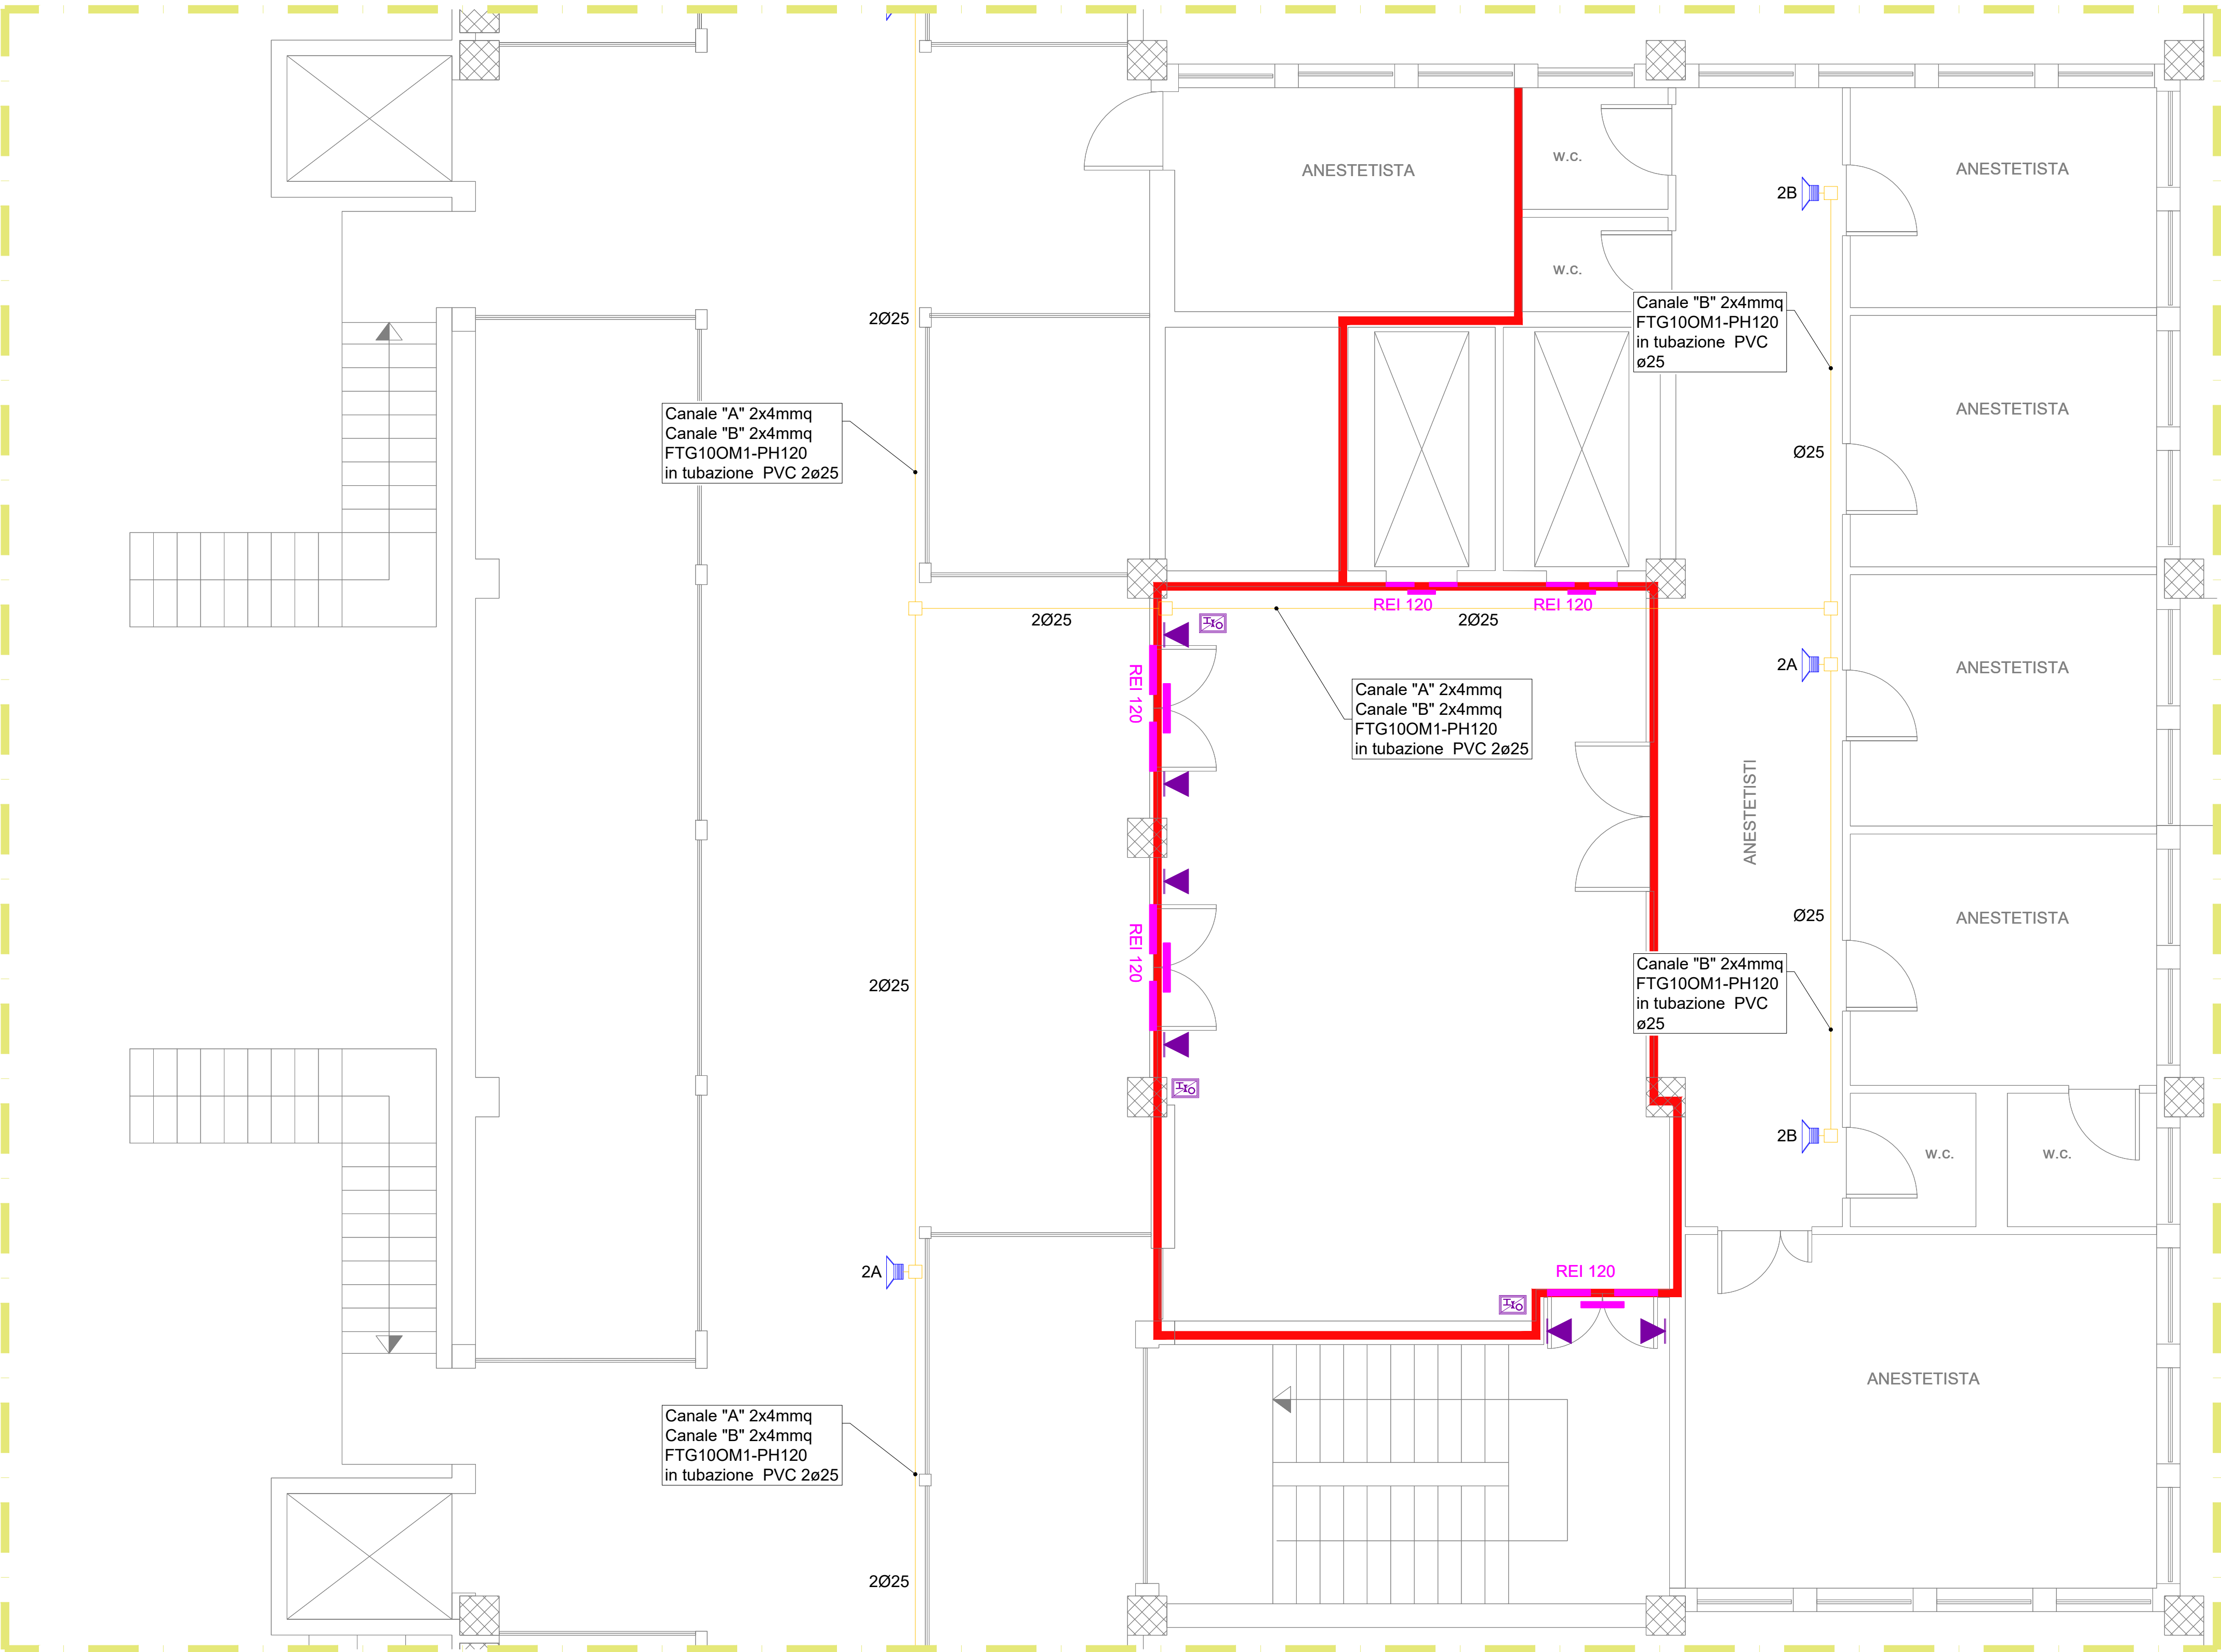 w.c.
ANESTETISTA
ANESTETISTA
2B
w.c.
Canale "B" 2x4mmq
FTG10OM1-PH120
in tubazione PVC
ø25
2Ø25
Canale "A" 2x4mmq
Canale "B" 2x4mmq
FTG10OM1-PH120
in tubazione PVC 2ø25
ANESTETISTA
Ø25
REI 120
REI 120
2Ø25
2Ø25
2A
ANESTETISTA
REI 120
Canale "A" 2x4mmq
Canale "B" 2x4mmq
FTG10OM1-PH120
in tubazione PVC 2ø25
ANESTETISTI
Ø25
ANESTETISTA
REI 120
2Ø25
Canale "B" 2x4mmq
FTG10OM1-PH120
in tubazione PVC
ø25
2B
w.c.
w.c.
2A
REI 120
ANESTETISTA
Canale "A" 2x4mmq
Canale "B" 2x4mmq
FTG10OM1-PH120
in tubazione PVC 2ø25
2Ø25